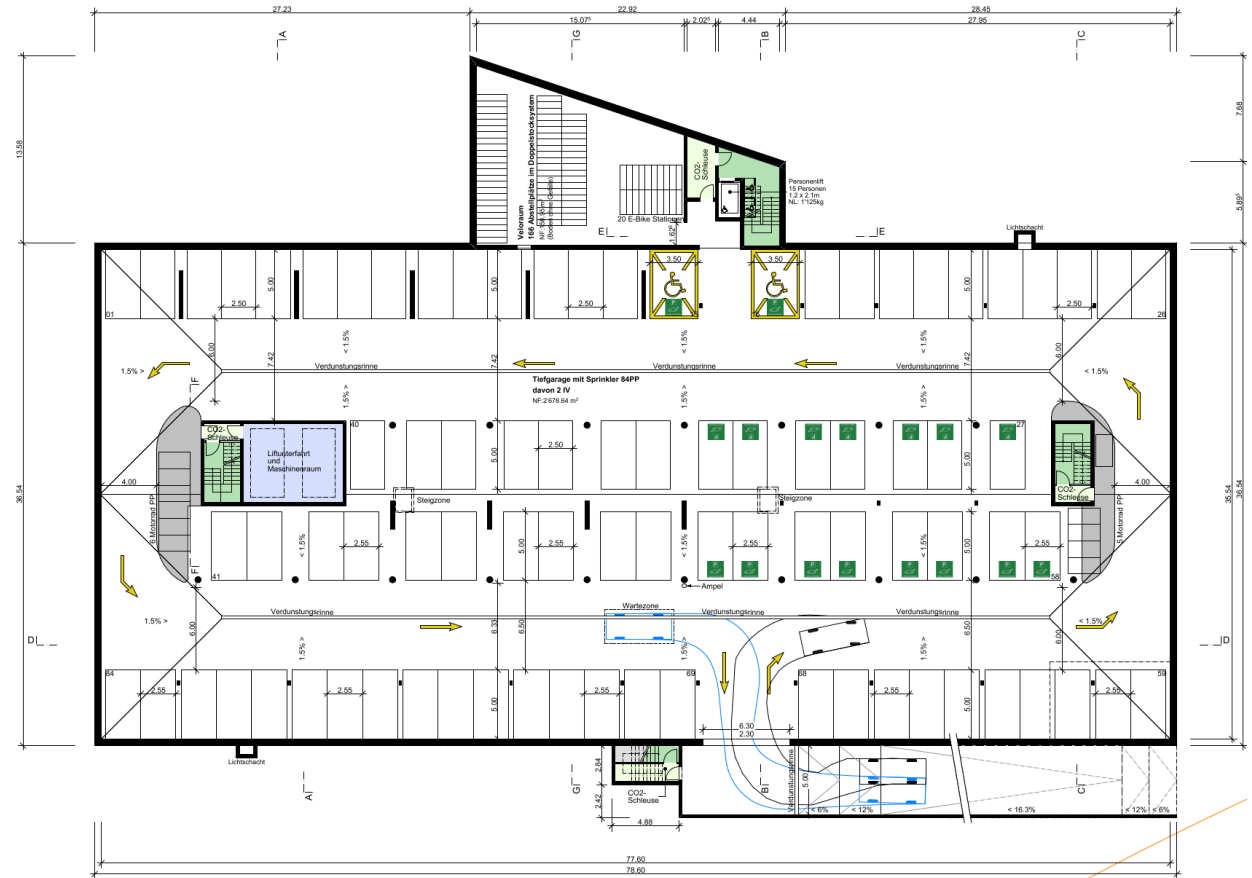 27.23
22.92
28.45
15.07⁵
2.02⁵
4.44
27.95
A
G
B
C
13.58
7.68
5.89⁵
Veloraum
166 Abstellplätze im Doppelstocksystem
(Boden ohne Gefälle)
CO2-
Schleuse
Personenlift
15 Personen
1.2 x 2.1m
NL: 1'125kg
20 E-Bike Stationen
1.62⁵
E
E
Lichtschacht
5.00
2.50
2.50
3.50
3.50
5.00
5.00
2.50
01
26
6.00
7.42
7.42
7.42
6.00
< 1.5%
< 1.5%
< 1.5%
1.5% >
Verdunstungsrinne
Verdunstungsrinne
Verdunstungsrinne
< 1.5%
1.5% >
1.5% >
1.5% >
Tiefgarage mit Sprinkler 84PP
davon 2 IV
NF:2'678.64 m²
F
CO2-
Schleuse
Liftunterfahrt
und
Maschinenraum
40
27
2.50
5.00
5.00
36.54
4.00
Steigzone
Steigzone
CO2-
Schleuse
4.00
35.54
36.54
6 Motorrad PP
5 Motorrad PP
< 1.5%
< 1.5%
< 1.5%
2.55
2.55
2.55
2.55
5.00
5.00
41
58
F
Ampel
Wartezone
Verdunstungsrinne
Verdunstungsrinne
Verdunstungsrinne
1.5% >
< 1.5%
D
D
6.00
6.33
6.50
6.50
6.00
1.5% >
1.5% >
1.5% >
84
69
68
59
2.55
2.55
2.55
2.55
2.55
5.00
5.00
6.30
2.30
Lichtschacht
2.84
2.42
CO2-
Schleuse
4.88
Verdunstungsrinne
5.00
< 6%
< 12%
< 16.3%
< 12%
< 6%
A
G
B
C
77.60
78.60